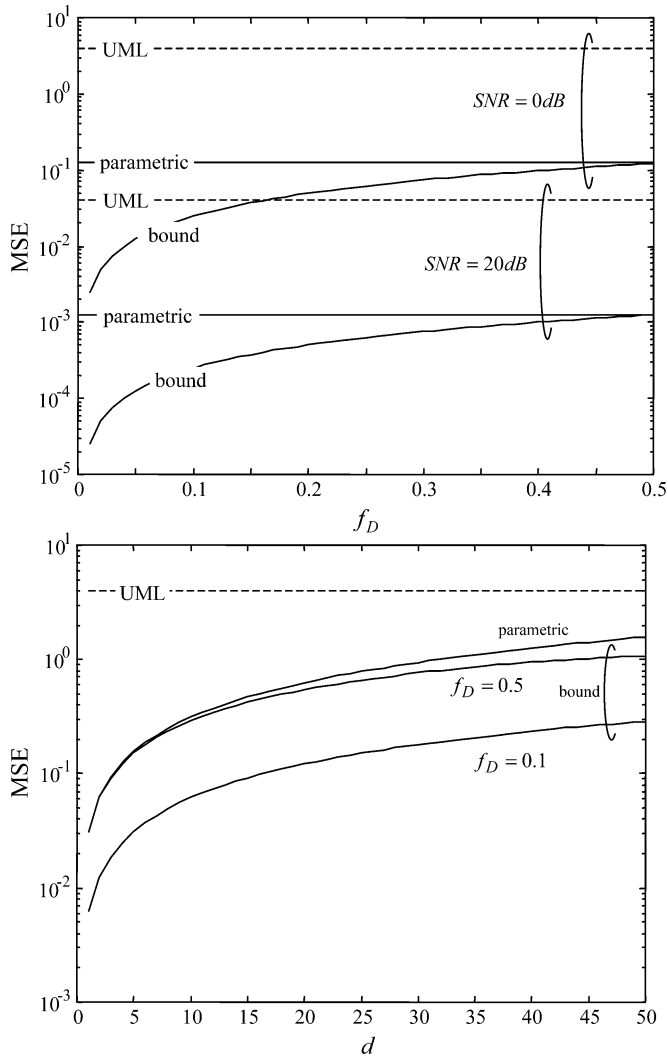 10^1
UML
10^0
SNR = 0dB
parametric
10^-1
UML
MSE
bound
10^-2
SNR = 20dB
10^-3
parametric
bound
10^-4
10^-5
0 0.1 0.2 0.3 0.4 0.5
f_D
10^1
UML
parametric
10^0
f_D = 0.5
bound
MSE
f_D = 0.1
10^-1
10^-2
10^-3
0 5 10 15 20 25 30 35 40 45 50
d